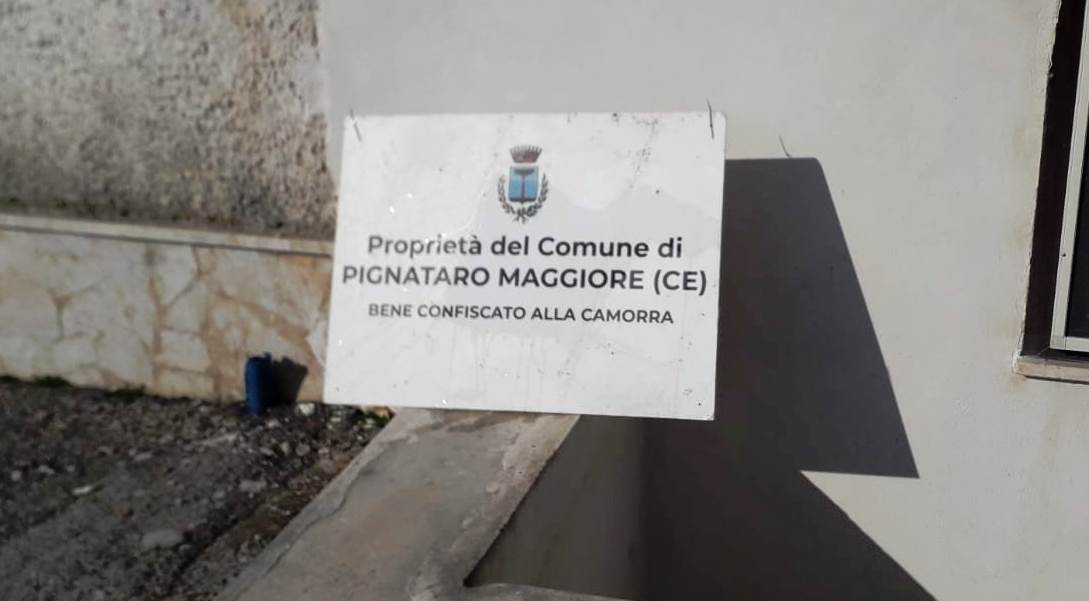 Proprietà del Comune di
PIGNATARO MAGGIORE (CE)
BENE CONFISCATO ALLA CAMORRA